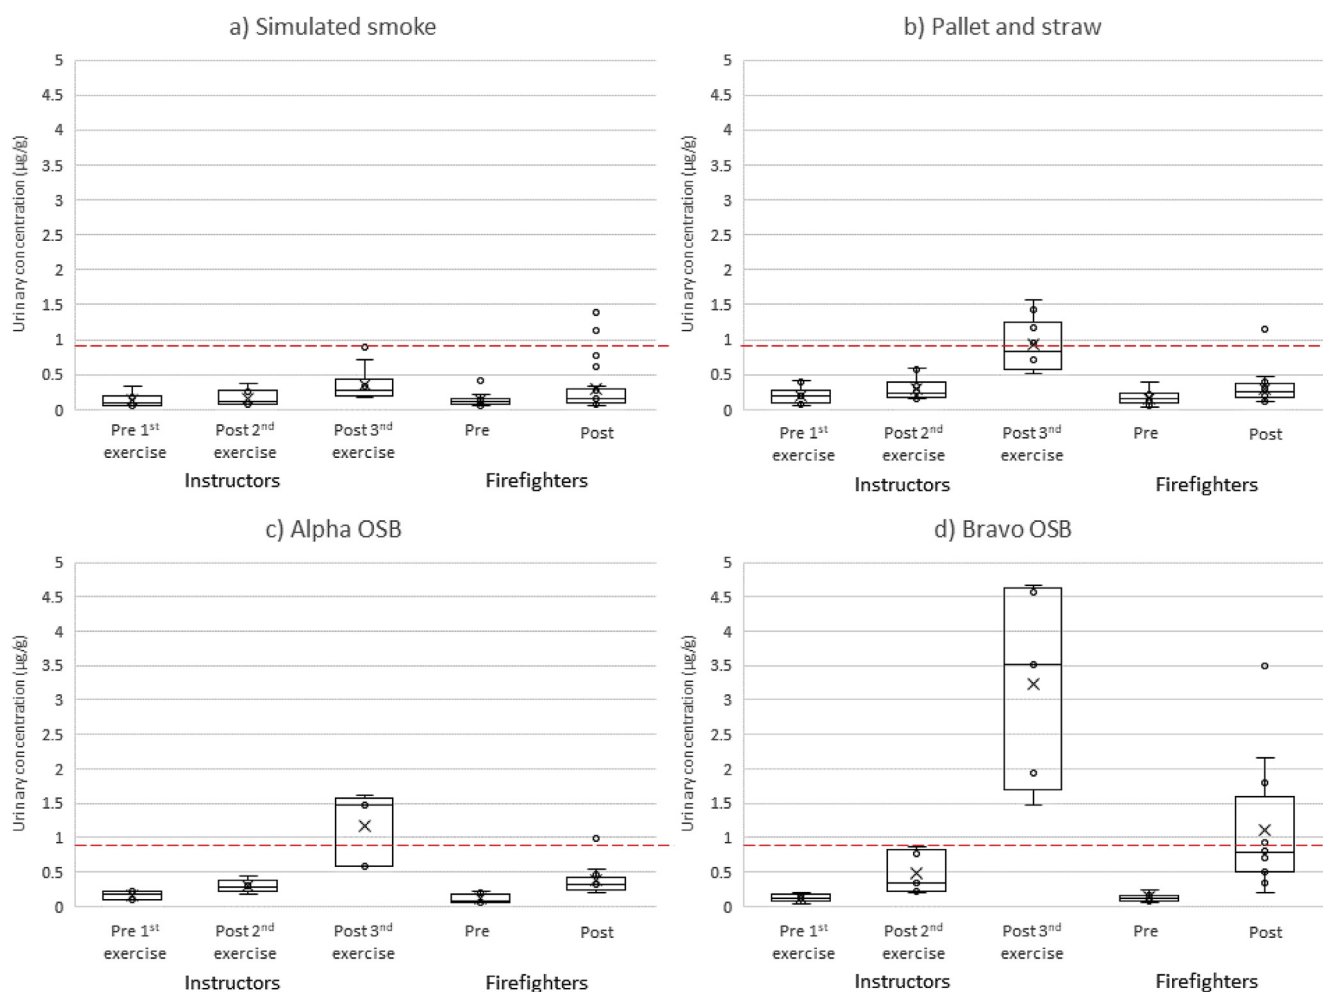 a) Simulated smoke
Urinary concentration (µg/g)
5
4.5
4
3.5
3
2.5
2
1.5
1
0.5
0
Pre 1st exercise
Post 2nd exercise
Post 3nd exercise
Pre
Post
Instructors
Firefighters
b) Pallet and straw
Urinary concentration (µg/g)
5
4.5
4
3.5
3
2.5
2
1.5
1
0.5
0
Pre 1st exercise
Post 2nd exercise
Post 3nd exercise
Pre
Post
Instructors
Firefighters
c) Alpha OSB
Urinary concentration (µg/g)
5
4.5
4
3.5
3
2.5
2
1.5
1
0.5
0
Pre 1st exercise
Post 2nd exercise
Post 3nd exercise
Pre
Post
Instructors
Firefighters
d) Bravo OSB
Urinary concentration (µg/g)
5
4.5
4
3.5
3
2.5
2
1.5
1
0.5
0
Pre 1st exercise
Post 2nd exercise
Post 3nd exercise
Pre
Post
Instructors
Firefighters